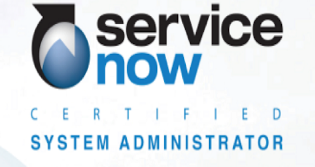 service
now
CERTIFIED
SYSTEM ADMINISTRATOR